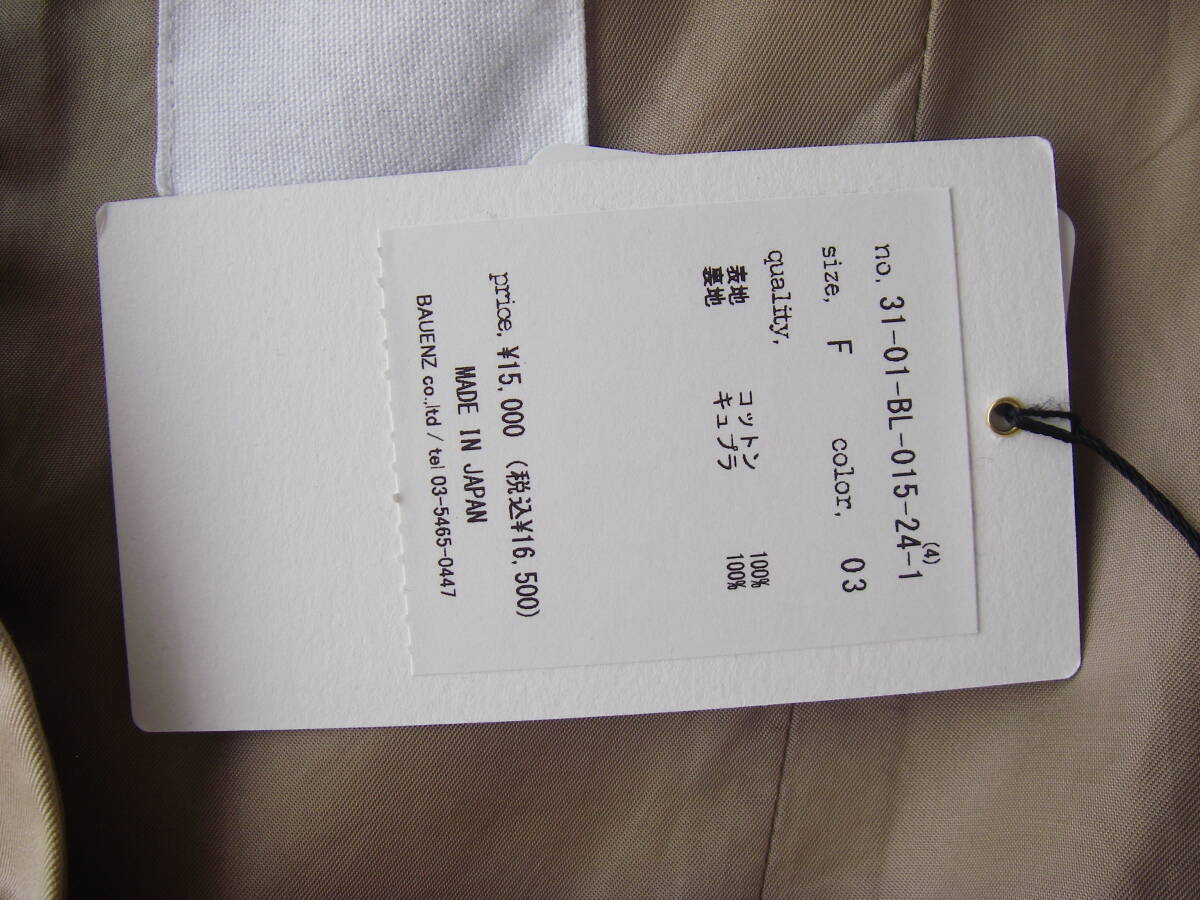 no, 31-01-BL-015-24-1
(4)
size, F color, 03
quality,
表地 コットン 100%
裏地 キュプラ 100%
price, ¥15,000 (税込¥16,500)
MADE IN JAPAN
BAUENZ co.,ltd / tel 03-5465-0447